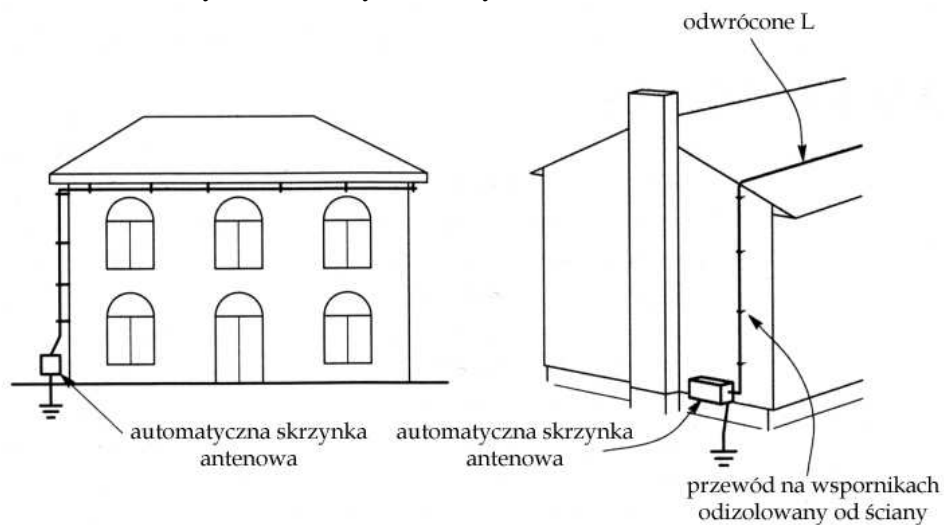 odwrócone L
automatyczna skrzynka
antenowa
automatyczna skrzynka
antenowa
przewód na wspornikach
odizolowany od ściany